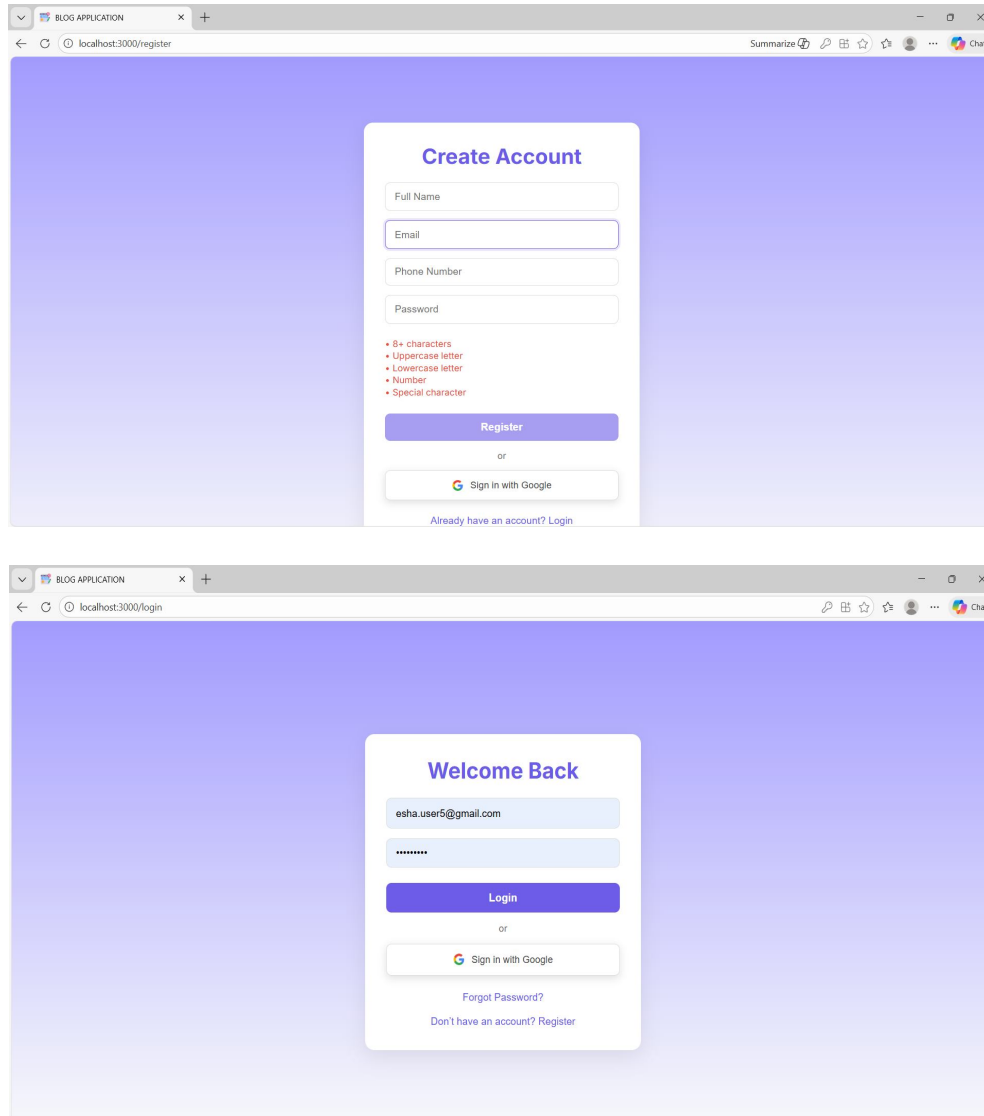 BLOG APPLICATION
localhost:3000/register
Summarize
Create Account
Full Name
Email
Phone Number
Password
• 8+ characters
• Uppercase letter
• Lowercase letter
• Number
• Special character
Register
or
Sign in with Google
Already have an account? Login
BLOG APPLICATION
localhost:3000/login
Welcome Back
esha.user5@gmail.com
•••••••••
Login
or
Sign in with Google
Forgot Password?
Don't have an account? Register